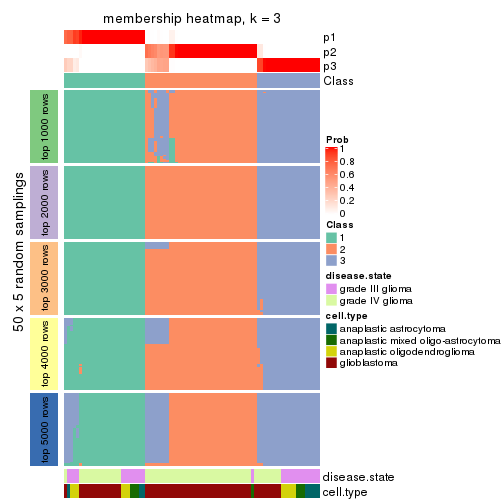 membership heatmap, k = 3
p1
p2
p3
Class
50 x 5 random samplings
top 1000 rows
top 2000 rows
top 3000 rows
top 4000 rows
top 5000 rows
Prob
1
0.8
0.6
0.4
0.2
0
Class
1
2
3
disease.state
grade III glioma
grade IV glioma
cell.type
anaplastic astrocytoma
anaplastic mixed oligo-astrocytoma
anaplastic oligodendroglioma
glioblastoma
disease.state
cell.type